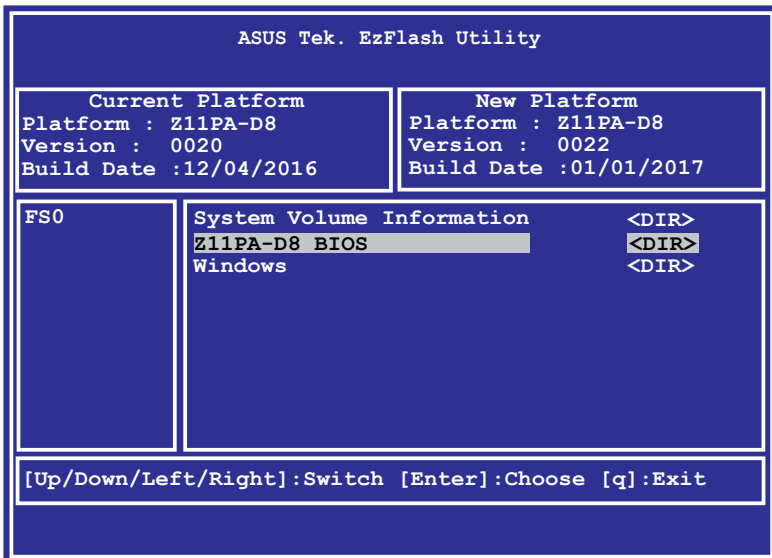 ASUS Tek. EzFlash Utility
Current Platform
Platform : Z11PA-D8
Version : 0020
Build Date :12/04/2016
New Platform
Platform : Z11PA-D8
Version : 0022
Build Date :01/01/2017
FS0
System Volume Information <DIR>
Z11PA-D8 BIOS <DIR>
Windows <DIR>
[Up/Down/Left/Right]:Switch [Enter]:Choose [q]:Exit